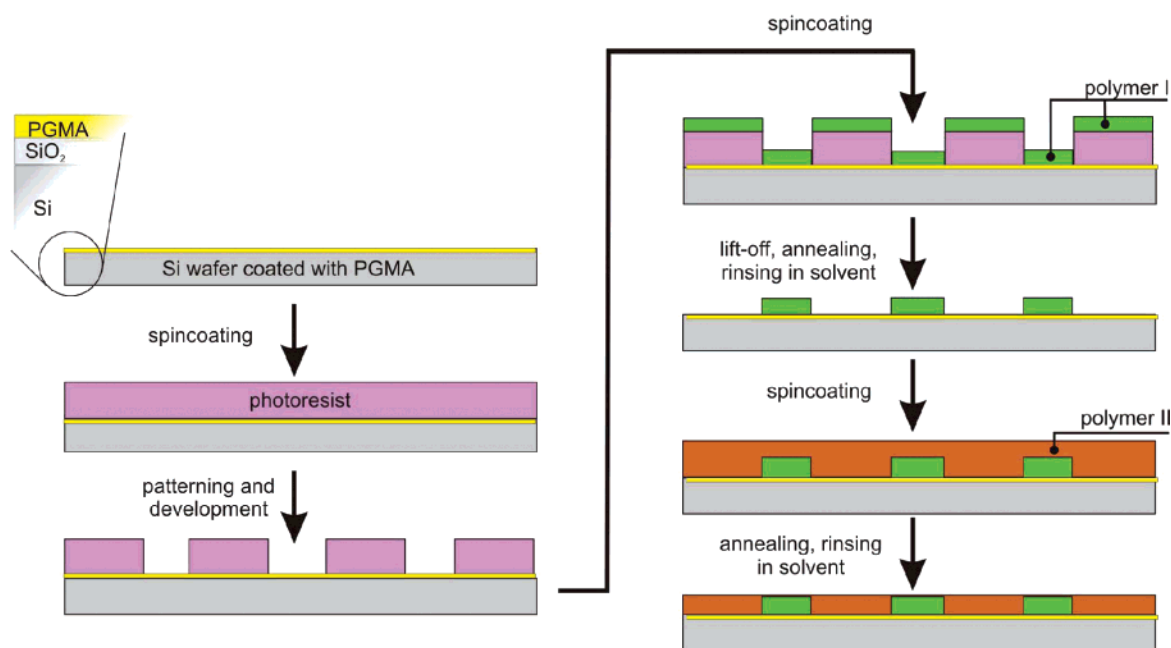 PGMA
SiO₂
Si
Si wafer coated with PGMA
spincoating
photoresist
patterning and
development
spincoating
polymer I
lift-off, annealing,
rinsing in solvent
spincoating
polymer II
annealing, rinsing
in solvent